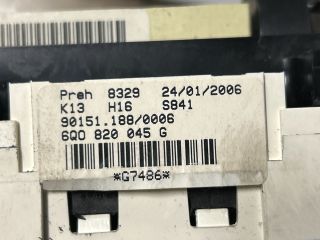 Preh 8329 24/01/2006
K13 H16 S841
90151.188/0006
6Q0 820 045 G
*G7486*